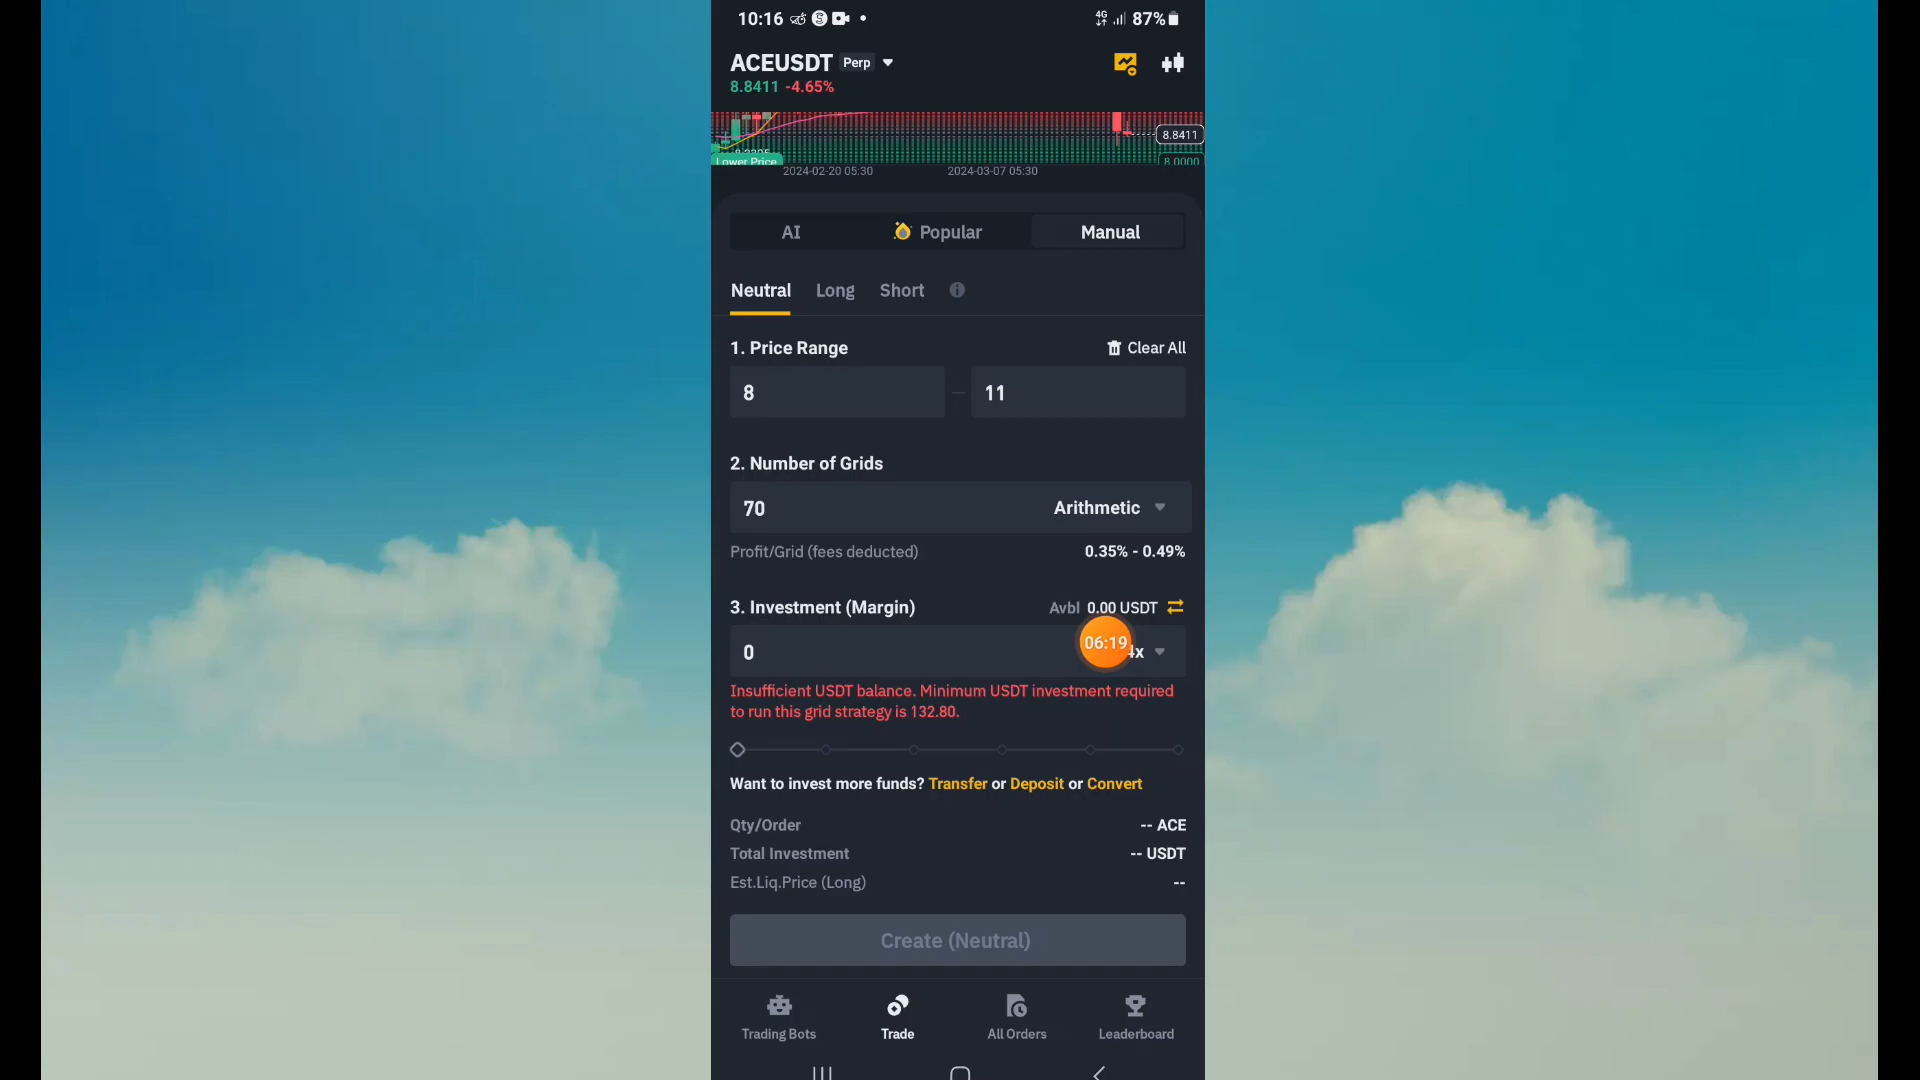 10:16 87%
4G
ACEUSDT Perp
8.8411 -4.65%
8.8411
Lower Price 8.0000
2024-02-20 05:30 2024-03-07 05:30
AI Popular Manual
Neutral Long Short
1. Price Range Clear All
8 — 11
2. Number of Grids
70 Arithmetic
Profit/Grid (fees deducted) 0.35% - 0.49%
3. Investment (Margin) Avbl 0.00 USDT
0 06:19
Insufficient USDT balance. Minimum USDT investment required
to run this grid strategy is 132.80.
Want to invest more funds? Transfer or Deposit or Convert
Qty/Order -- ACE
Total Investment -- USDT
Est.Liq.Price (Long) --
Create (Neutral)
Trading Bots Trade All Orders Leaderboard